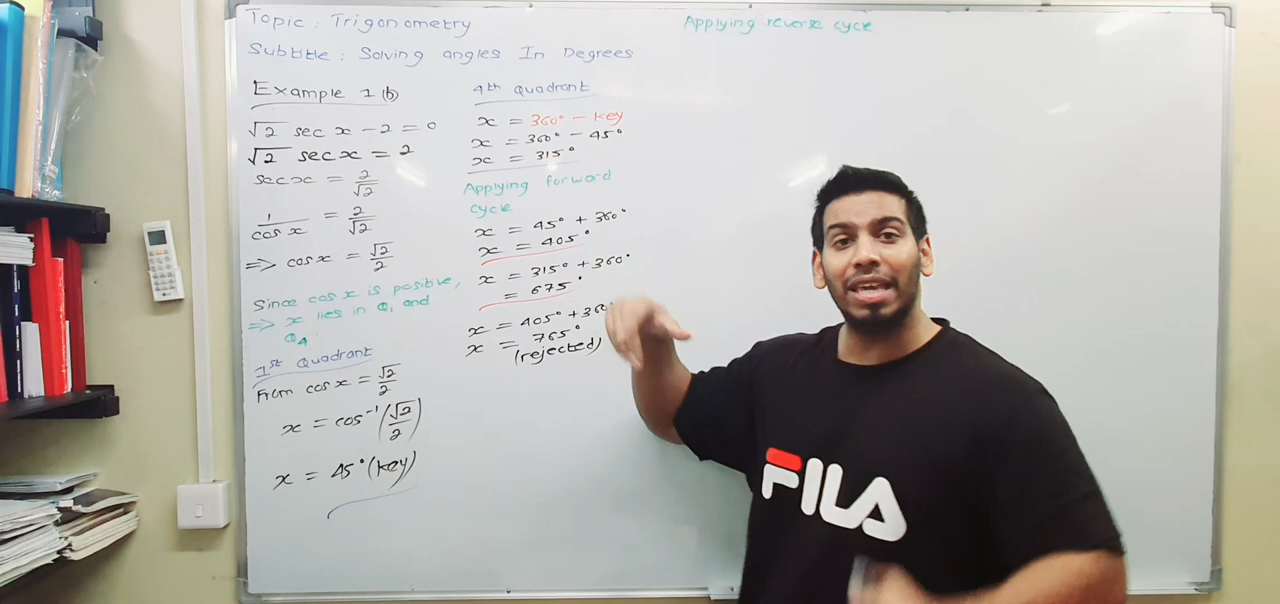 Topic : Trigonometry
Subtitle : Solving angles In Degrees
Example 1 (b)
√2 sec x − 2 = 0
√2 sec x = 2
sec x = 2/√2
1/cos x = 2/√2
⇒ cos x = √2/2
Since cos x is positive,
⇒ x lies in Q1 and
Q4
1st Quadrant
From cos x = √2/2
x = cos⁻¹(√2/2)
x = 45° (key)
4th Quadrant
x = 360° − key
x = 360° − 45°
x = 315°
Applying forward
cycle
x = 45° + 360°
x = 405°
x = 315° + 360°
= 675°
x = 405° + 360°
x = 765°
(rejected)
Applying reverse cycle
FILA